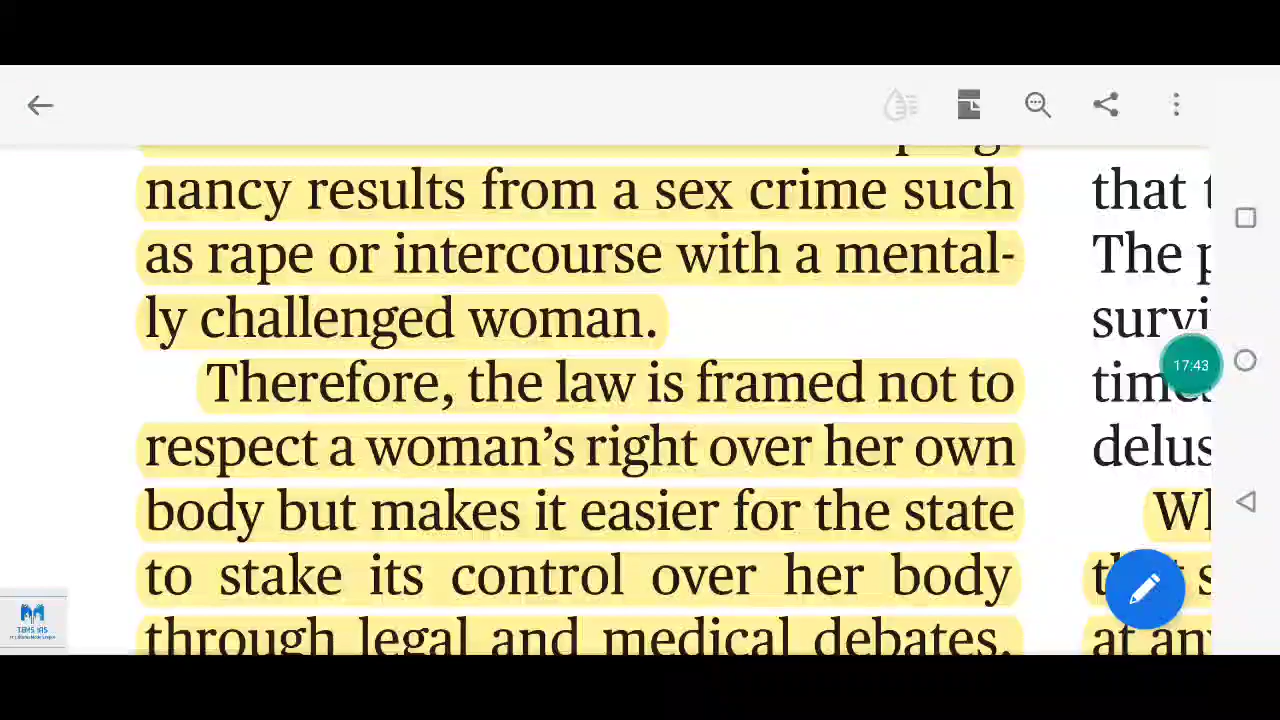 nancy results from a sex crime such
as rape or intercourse with a mental-
ly challenged woman.
Therefore, the law is framed not to
respect a woman's right over her own
body but makes it easier for the state
to stake its control over her body
through legal and medical debates.
that
The
17:43